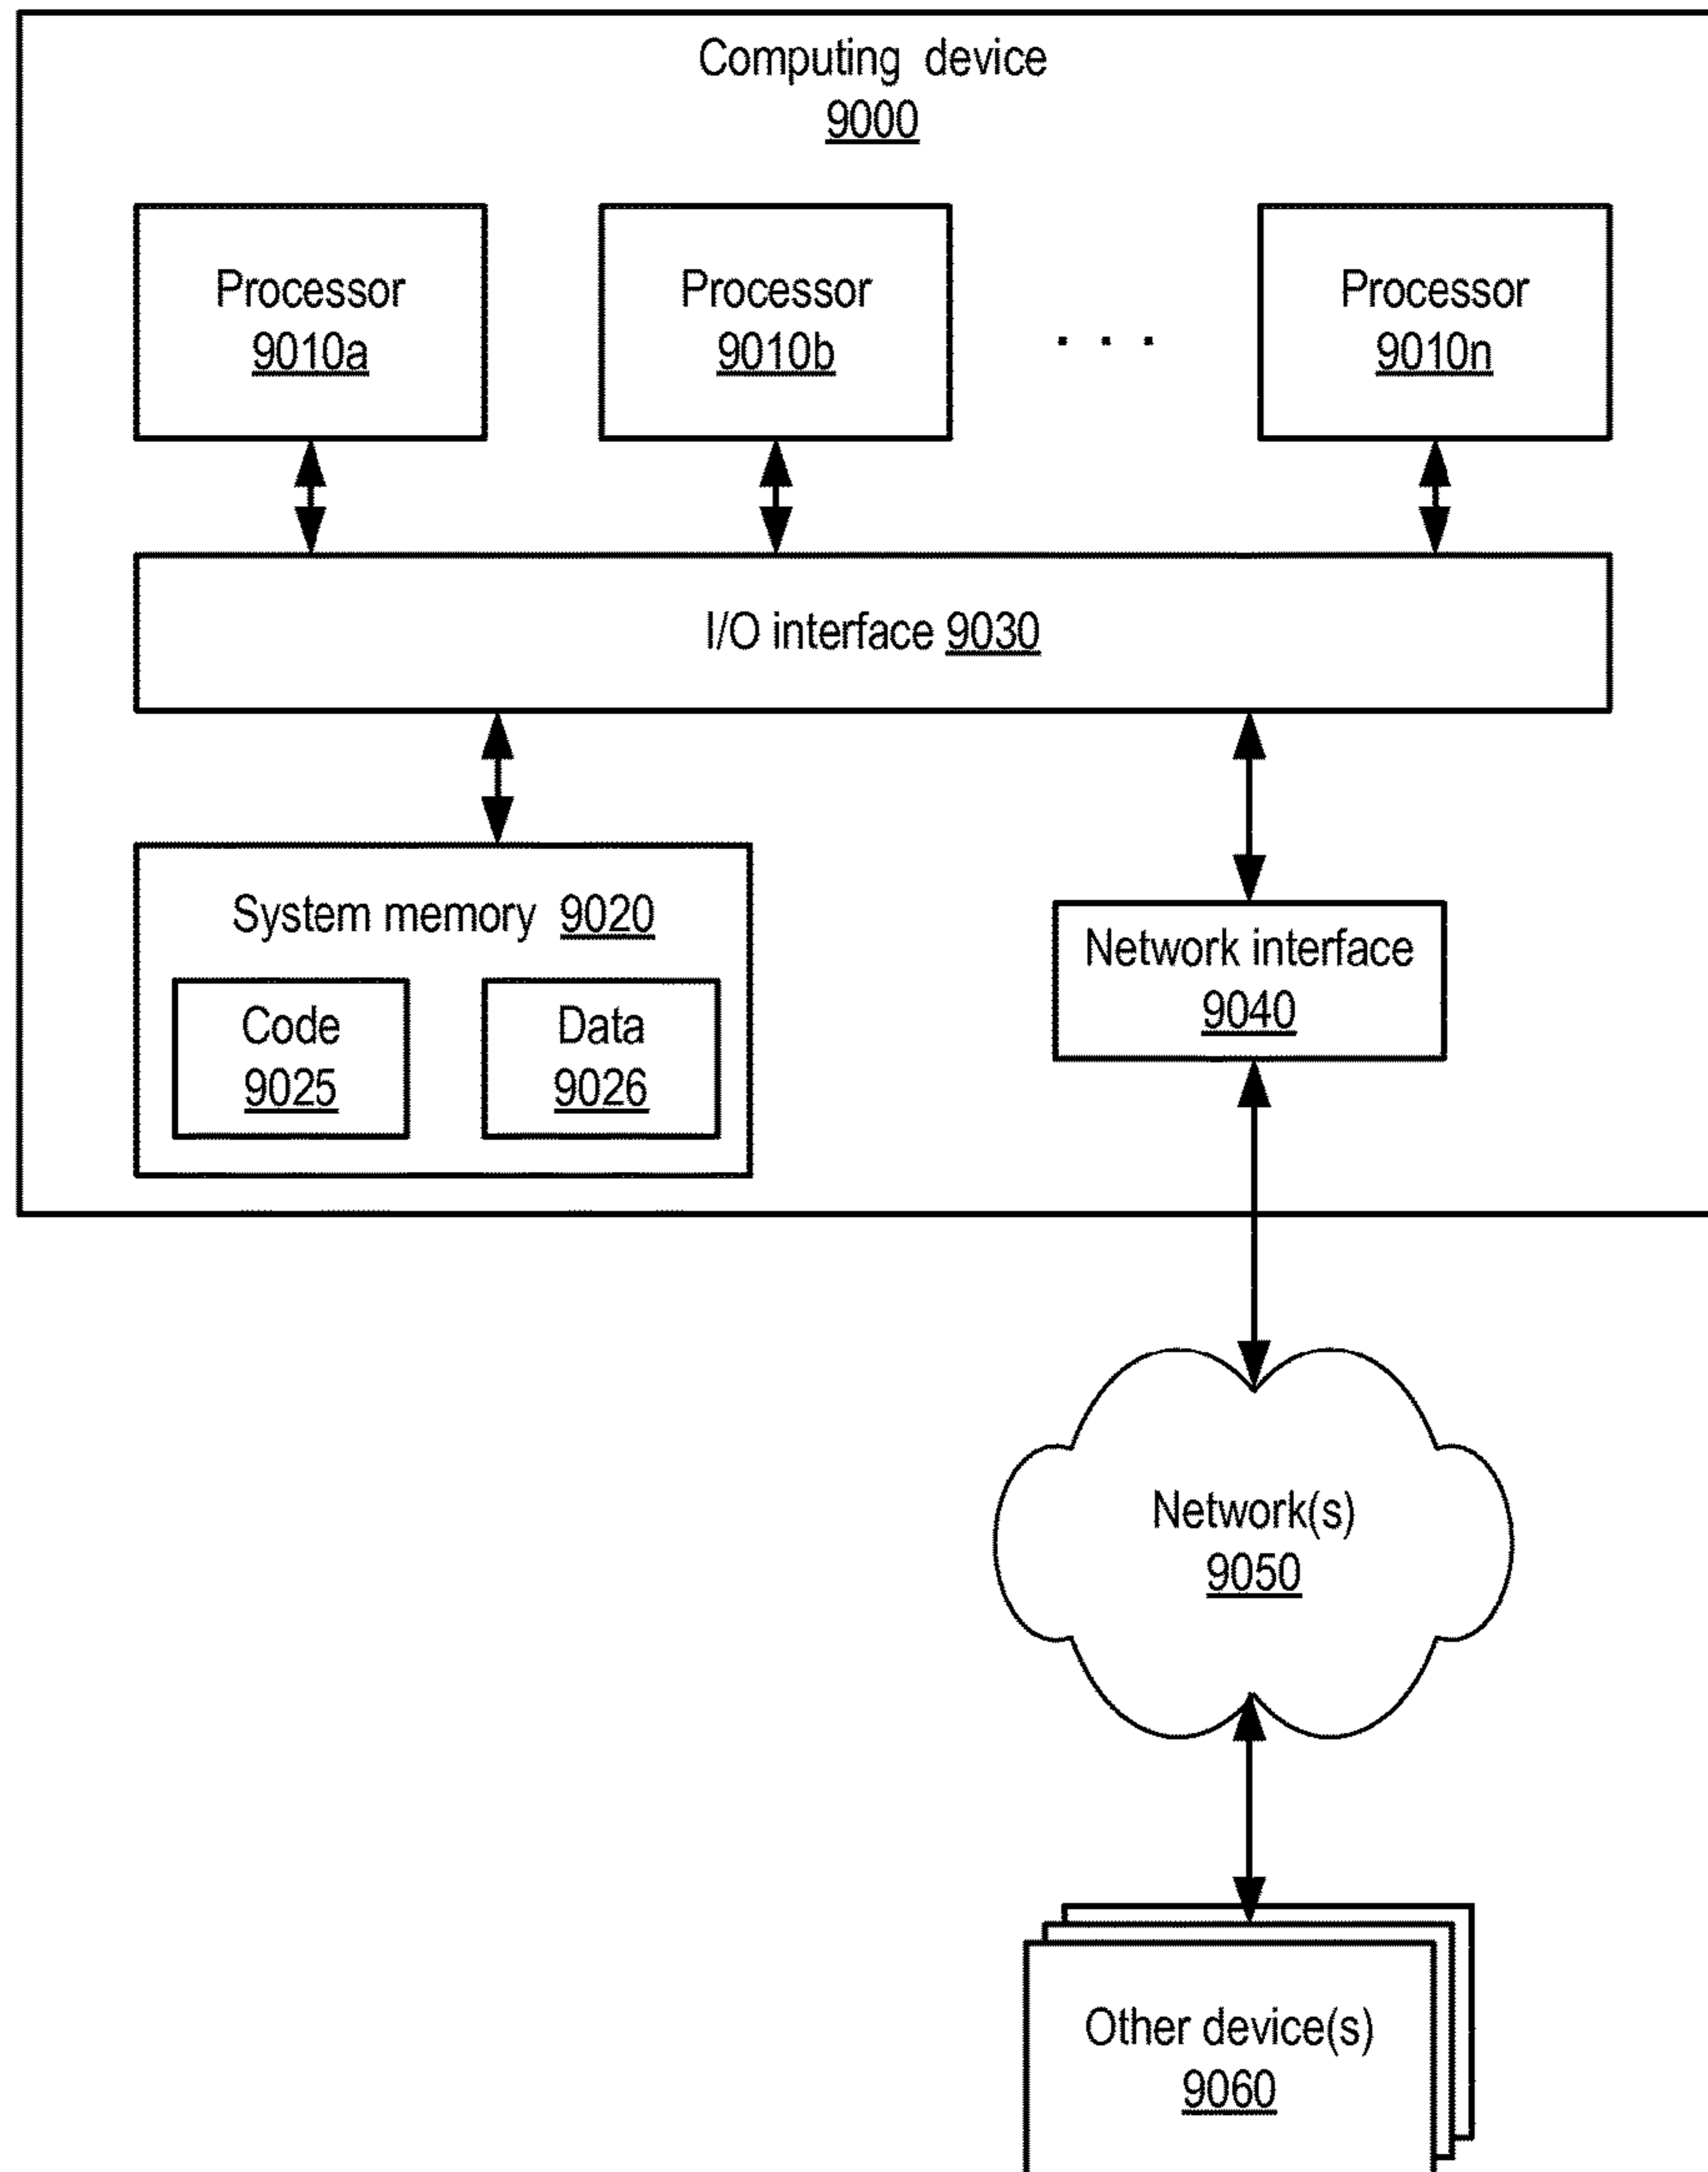 Computing device
9000
Processor
9010a
Processor
9010b
. . .
Processor
9010n
I/O interface 9030
System memory 9020
Code
9025
Data
9026
Network interface
9040
Network(s)
9050
Other device(s)
9060